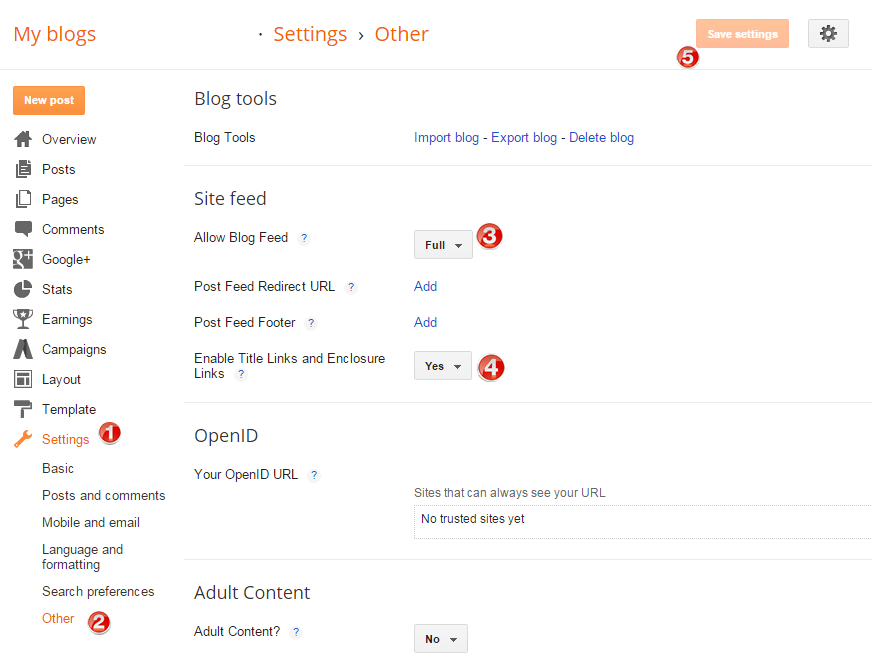 My blogs · Settings › Other
Save settings
5
New post
Overview
Posts
Pages
Comments
Google+
Stats
Earnings
Campaigns
Layout
Template
Settings 1
Basic
Posts and comments
Mobile and email
Language and
formatting
Search preferences
Other 2
Blog tools
Blog Tools Import blog - Export blog - Delete blog
Site feed
Allow Blog Feed ? Full 3
Post Feed Redirect URL ? Add
Post Feed Footer ? Add
Enable Title Links and Enclosure
Links ? Yes 4
OpenID
Your OpenID URL ?
Sites that can always see your URL
No trusted sites yet
Adult Content
Adult Content? ? No